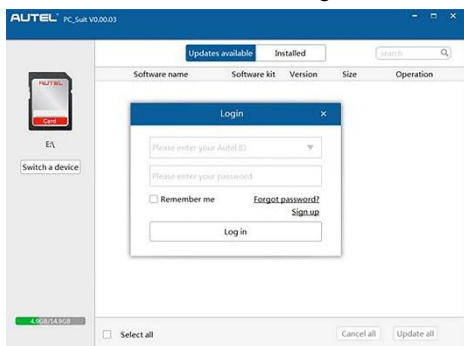 AUTEL PC_Suit V0.00.03
Updates available Installed
search
Software name Software kit Version Size Operation
AUTEL
Card
E:\
Switch a device
Login
Please enter your Autel ID
Please enter your password
Remember me Forgot password?
Sign up
Log in
4.9GB/14.9GB
Select all Cancel all Update all